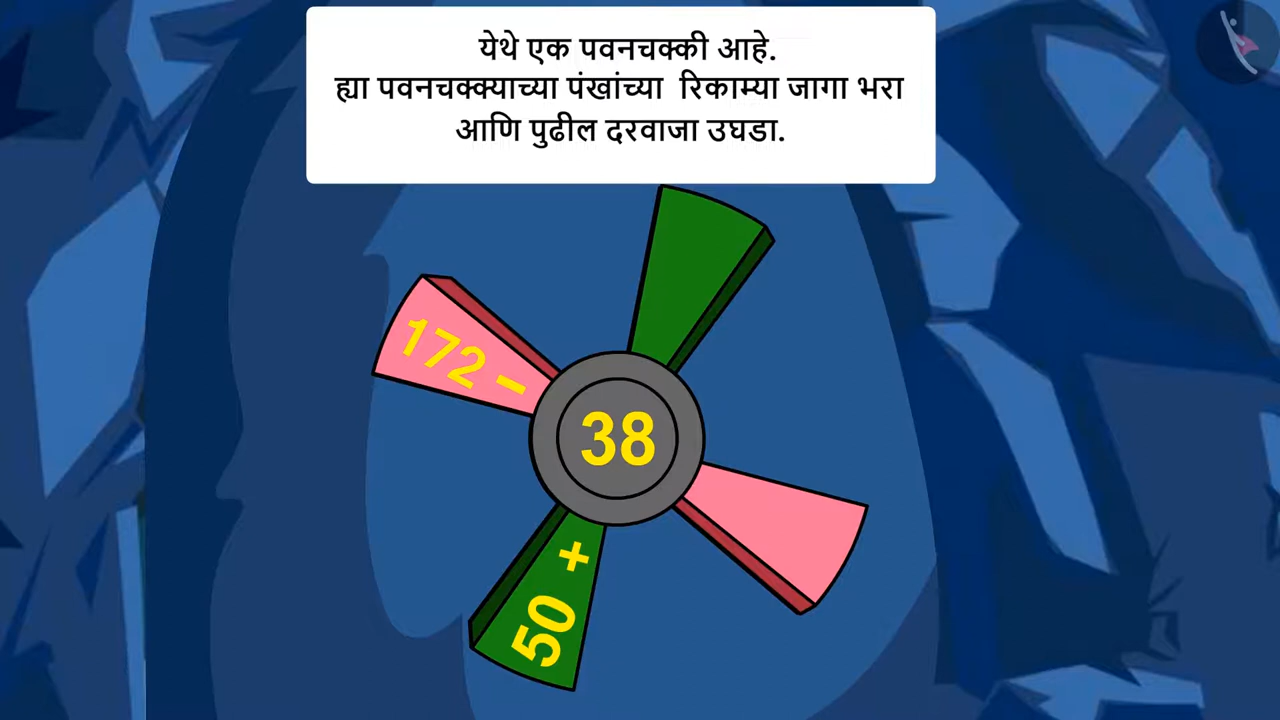 येथे एक पवनचक्की आहे.
ह्या पवनचक्क्याच्या पंखांच्या रिकाम्या जागा भरा
आणि पुढील दरवाजा उघडा.
172 –
38
50 +